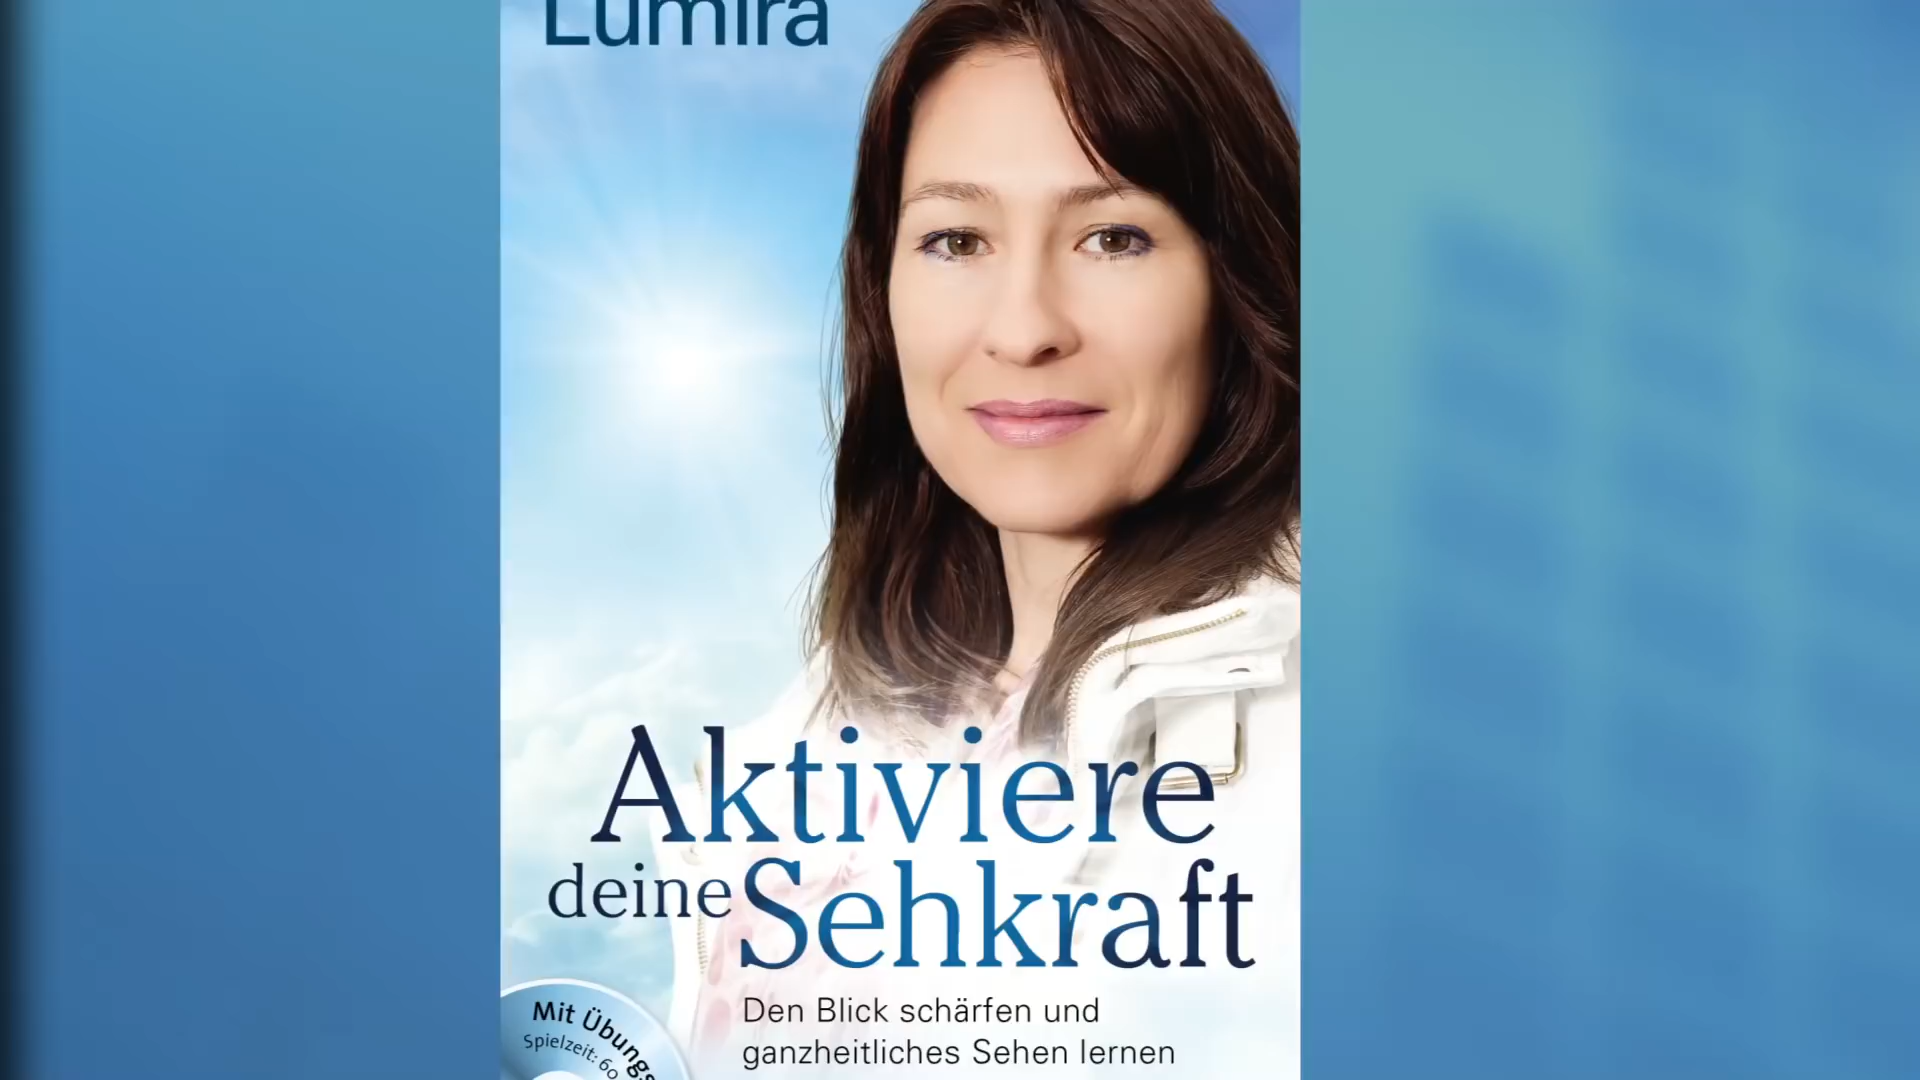 Lumira
Aktiviere
deine Sehkraft
Den Blick schärfen und
ganzheitliches Sehen lernen
Mit Übungs
Spielzeit: 60